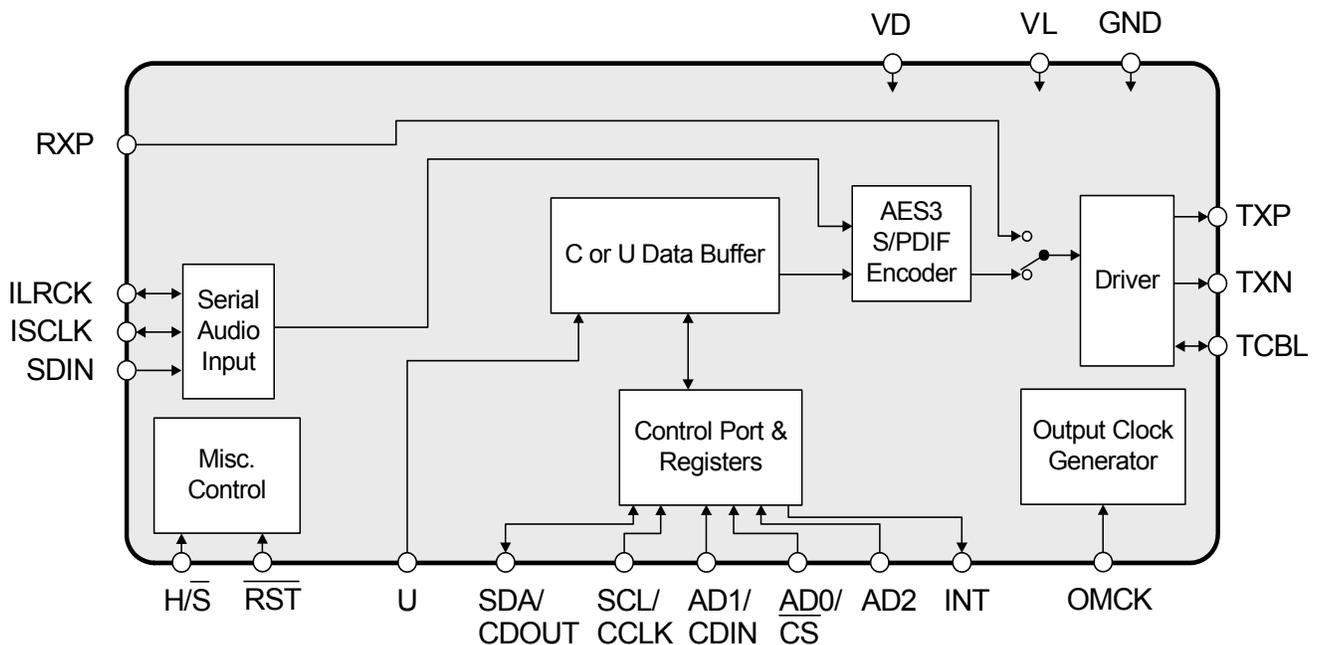 VD
VL
GND
RXP
AES3
S/PDIF
Encoder
C or U Data Buffer
Driver
TXP
TXN
TCBL
ILRCK
ISCLK
SDIN
Serial
Audio
Input
Control Port &
Registers
Output Clock
Generator
Misc.
Control
H/S̅
R̅S̅T̅
U
SDA/
CDOUT
SCL/
CCLK
AD1/
CDIN
AD0/
C̅S̅
AD2
INT
OMCK